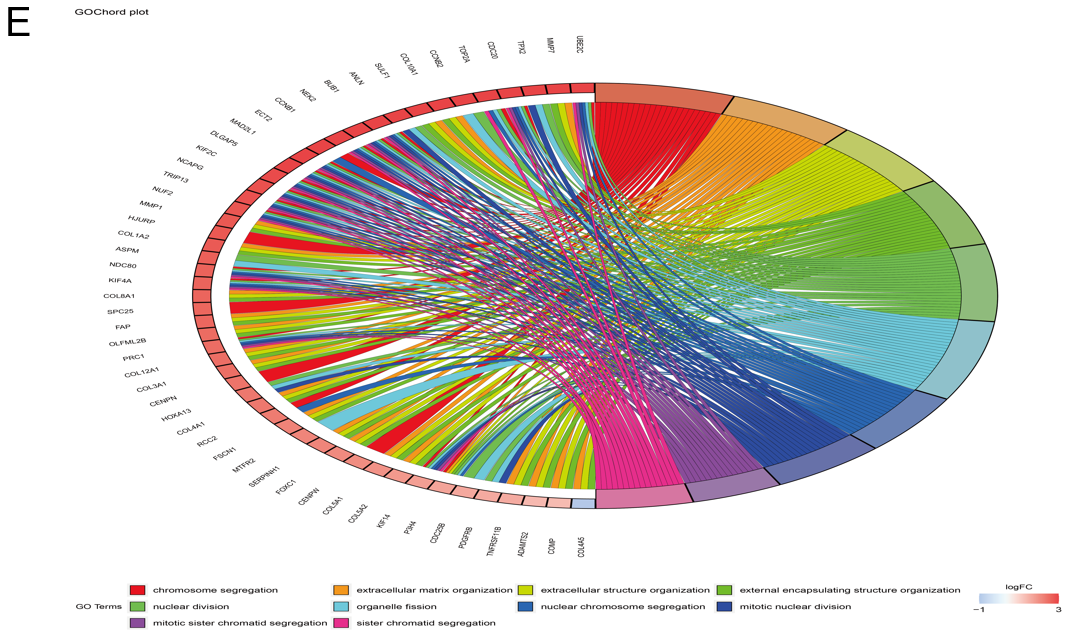 E
GOChord plot
UBE2C
MMP7
TPX2
CDC20
TOP2A
CCNB2
COL10A1
SULF1
ANLN
BUB1
NEK2
CCNB1
ECT2
MAD2L1
DLGAP5
KIF2C
NCAPG
TRIP13
NUF2
MMP1
HJURP
COL1A2
ASPM
NDC80
KIF4A
COL8A1
SPC25
FAP
OLFML2B
PRC1
COL12A1
COL3A1
CENPN
HOXA13
COL4A1
RCC2
FSCN1
MTFR2
SERPINH1
FOXC1
CENPW
COL5A1
COL5A2
KIF14
P3H4
CDC25B
PDGFRB
TNFRSF11B
ADAMTS2
COMP
COL4A5
GO Terms
chromosome segregation
extracellular matrix organization
extracellular structure organization
external encapsulating structure organization
nuclear division
organelle fission
nuclear chromosome segregation
mitotic nuclear division
mitotic sister chromatid segregation
sister chromatid segregation
logFC
−1 3